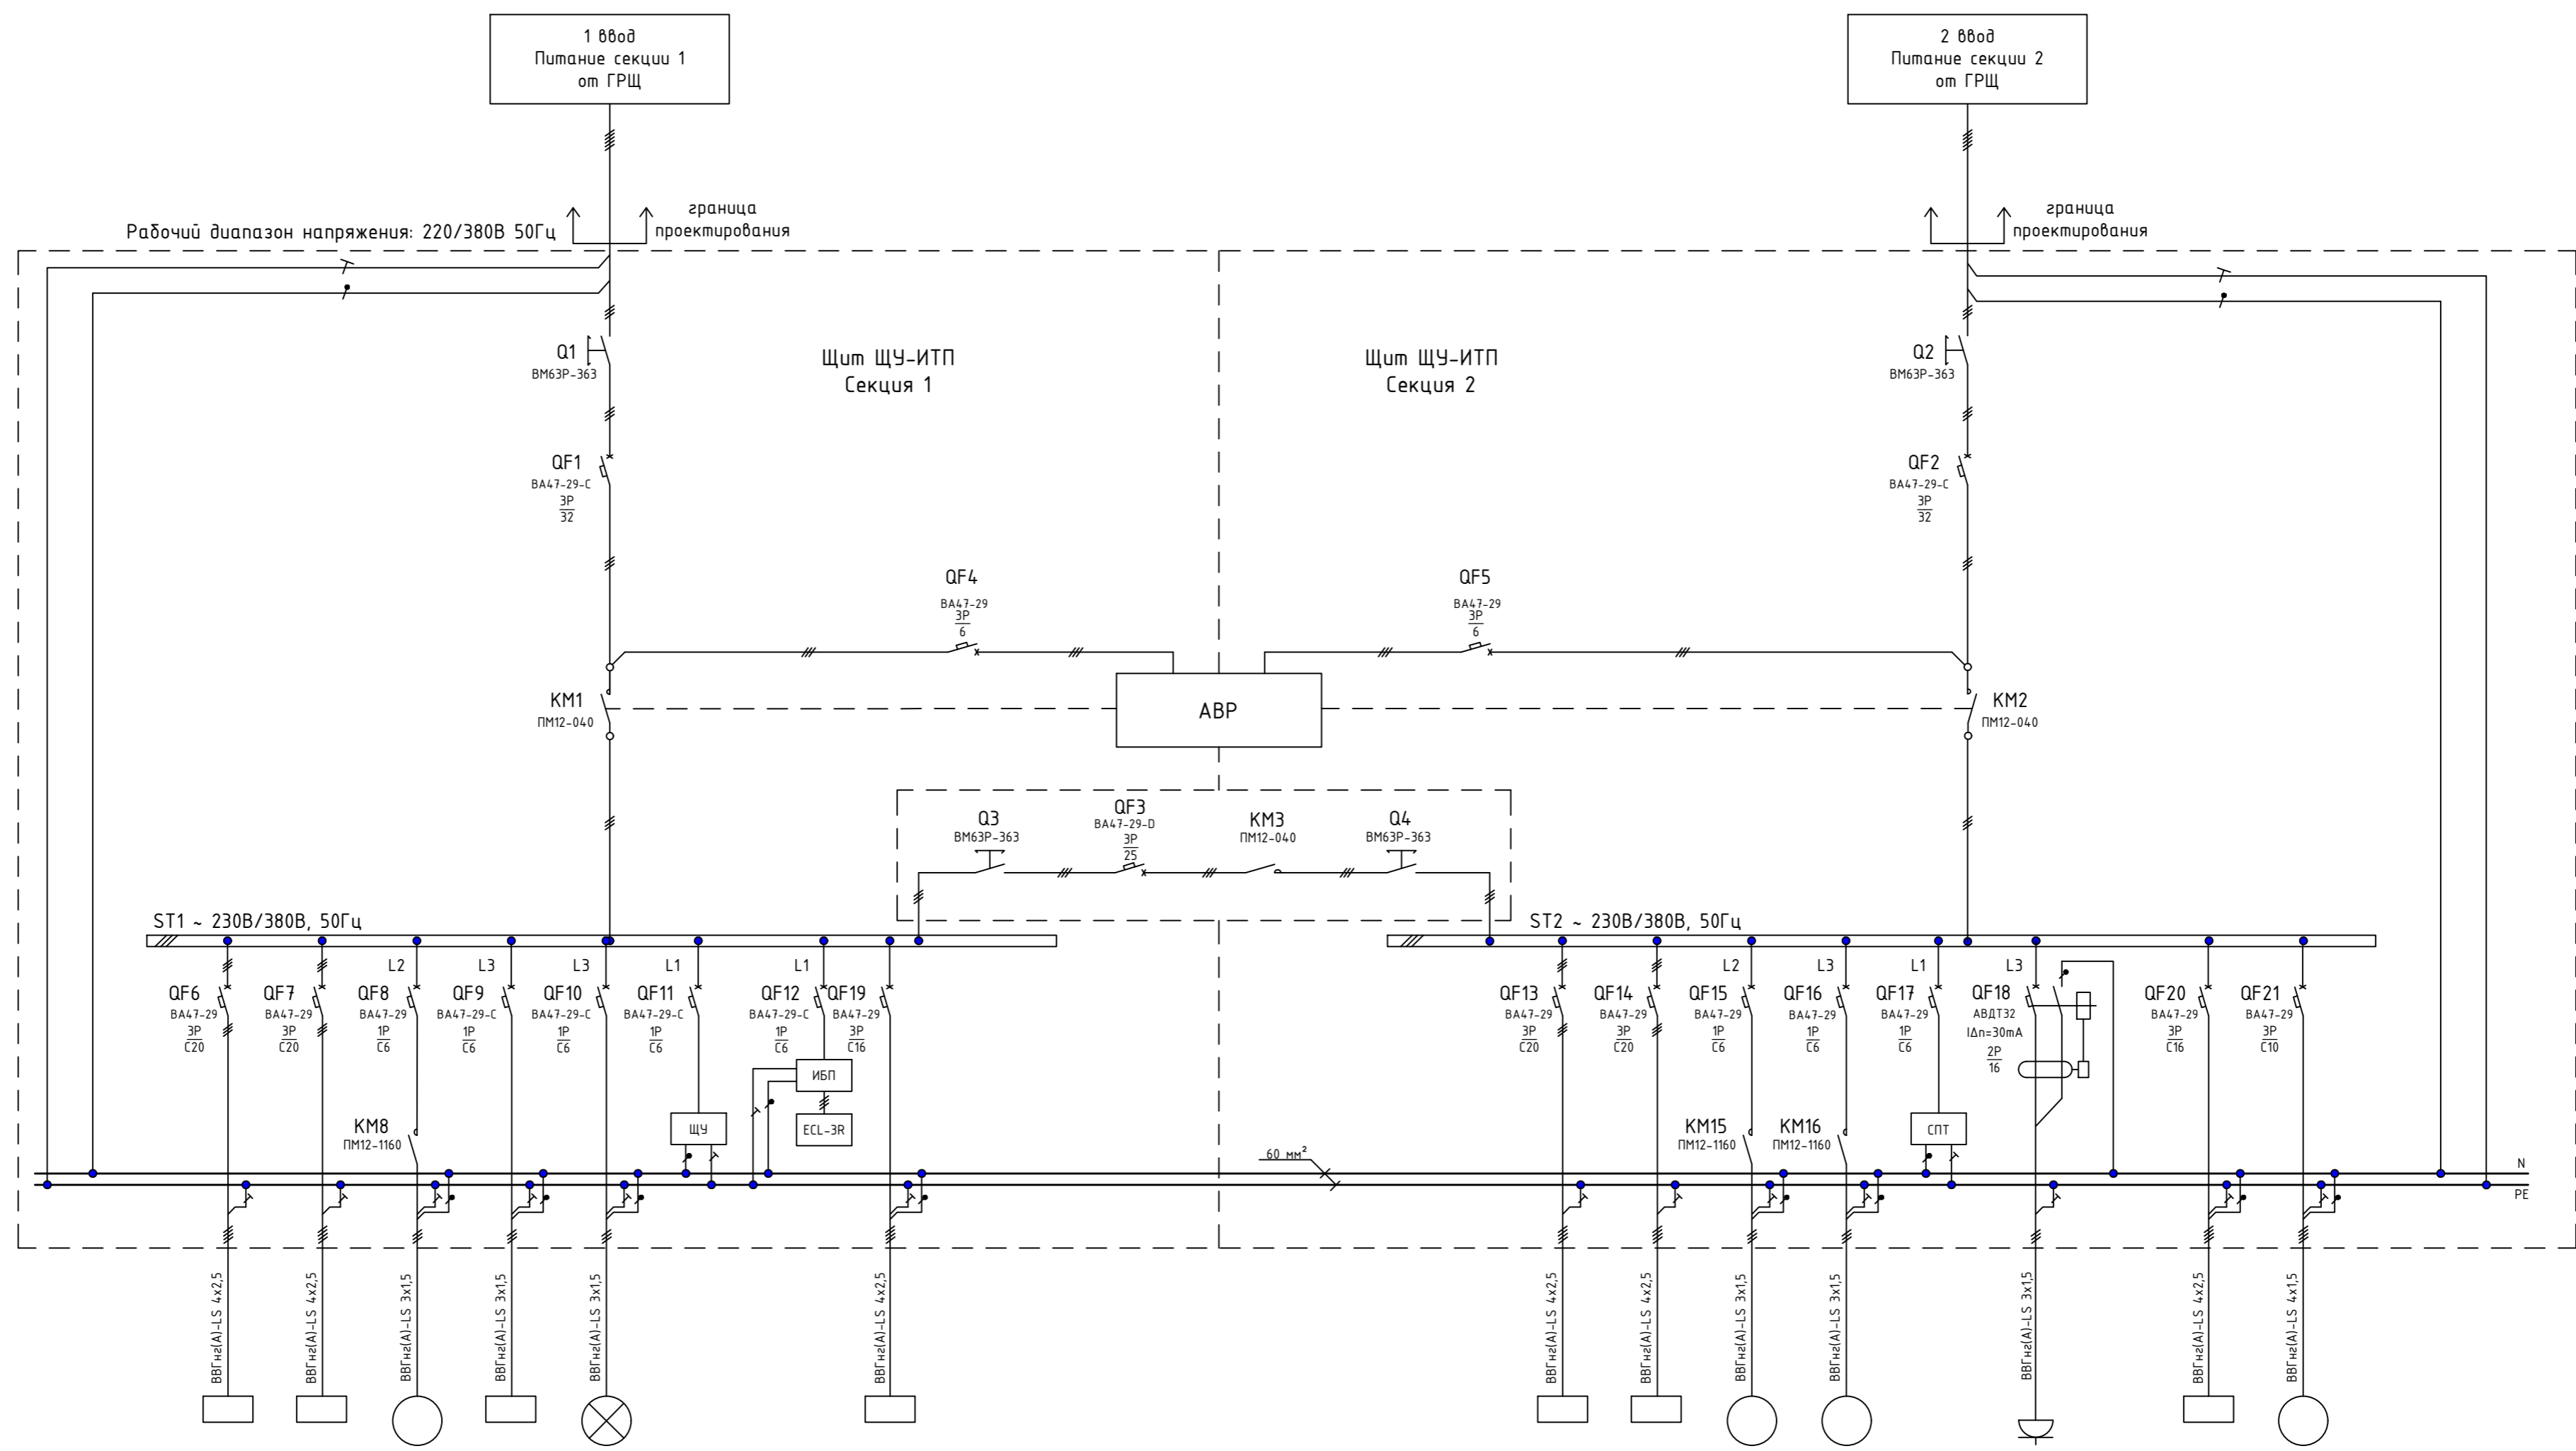 1 ввод
Питание секции 1
от ГРЩ
2 ввод
Питание секции 2
от ГРЩ
Рабочий диапазон напряжения: 220/380В 50Гц
граница
проектирования
граница
проектирования
Q1
ВМ63Р-363
Щит ЩУ-ИТП
Секция 1
Щит ЩУ-ИТП
Секция 2
Q2
ВМ63Р-363
QF1
ВА47-29-С
3Р
32
QF2
ВА47-29-С
3Р
32
QF4
ВА47-29
3Р
6
QF5
ВА47-29
3Р
6
КМ1
ПМ12-040
АВР
КМ2
ПМ12-040
Q3
ВМ63Р-363
QF3
ВА47-29-D
3Р
25
КМ3
ПМ12-040
Q4
ВМ63Р-363
ST1 ~ 230В/380В, 50Гц
ST2 ~ 230В/380В, 50Гц
QF6
ВА47-29
3Р
С20
QF7
ВА47-29
3Р
С20
L2
QF8
ВА47-29
1Р
С6
L3
QF9
ВА47-29-С
1Р
С6
L3
QF10
ВА47-29-С
1Р
С6
L1
QF11
ВА47-29-С
1Р
С6
L1
QF12
ВА47-29-С
1Р
С6
QF19
ВА47-29
3Р
С16
QF13
ВА47-29
3Р
С20
QF14
ВА47-29
3Р
С20
L2
QF15
ВА47-29
1Р
С6
L3
QF16
ВА47-29
1Р
С6
L1
QF17
ВА47-29
1Р
С6
L3
QF18
АВДТ32
IΔn=30mA
2Р
16
QF20
ВА47-29
3Р
С16
QF21
ВА47-29
3Р
С10
ИБП
ECL-3R
ЩУ
КМ8
ПМ12-1160
КМ15
ПМ12-1160
КМ16
ПМ12-1160
СПТ
60 мм²
N
PE
ВВГнг(А)-LS 4х2,5
ВВГнг(А)-LS 4х2,5
ВВГнг(А)-LS 3х1,5
ВВГнг(А)-LS 3х1,5
ВВГнг(А)-LS 3х1,5
ВВГнг(А)-LS 4х2,5
ВВГнг(А)-LS 4х2,5
ВВГнг(А)-LS 4х2,5
ВВГнг(А)-LS 3х1,5
ВВГнг(А)-LS 3х1,5
ВВГнг(А)-LS 3х1,5
ВВГнг(А)-LS 4х2,5
ВВГнг(А)-LS 4х1,5